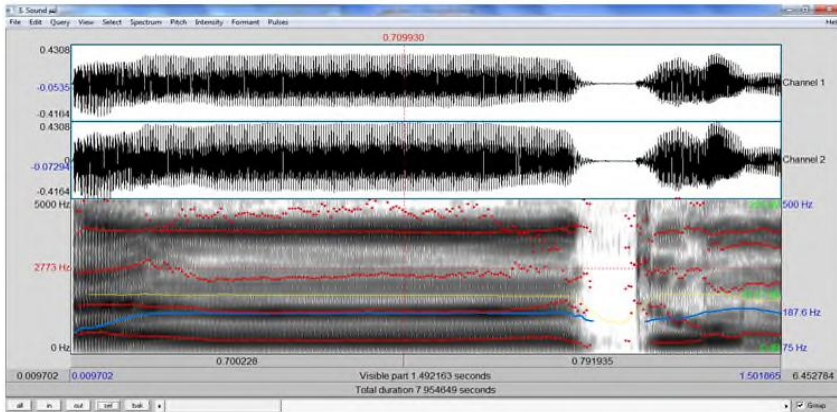 File Edit Query View Select Spectrum Pitch Intensity Formant Pulses
0.709930
0.4308
-0.0535
-0.4164
Channel 1
0.4308
0
-0.07294
-0.4164
Channel 2
5000 Hz
500 Hz
2773 Hz
187.6 Hz
0 Hz
75 Hz
0.700228
0.791935
0.009702
0.009702
Visible part 1.492163 seconds
1.501865
6.452784
Total duration 7.954649 seconds
all in out sel bak
Group